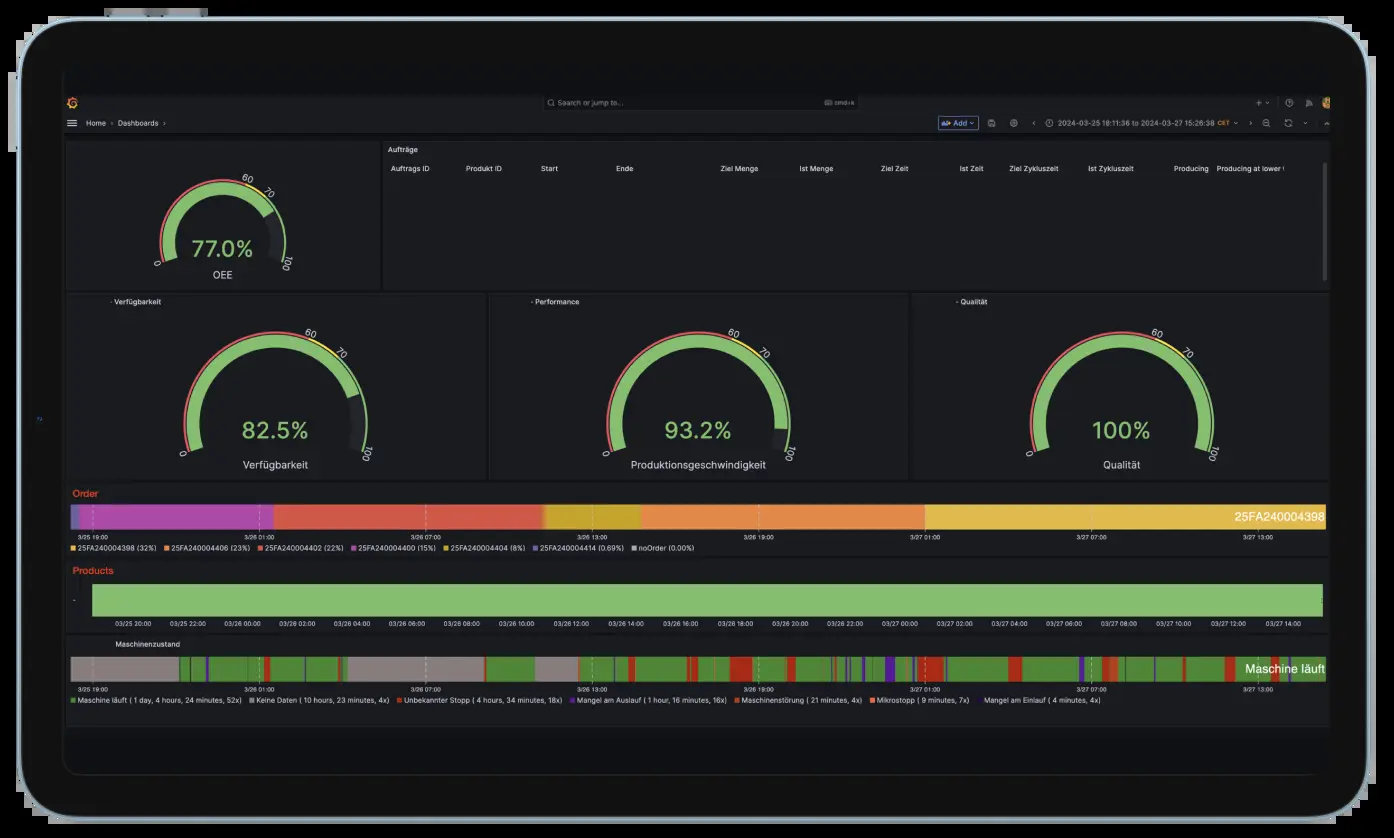 Search or jump to...
cmd+k
Home › Dashboards ›
Add
2024-03-25 18:11:36 to 2024-03-27 15:26:38 CET
Aufträge
Auftrags ID Produkt ID Start Ende Ziel Menge Ist Menge Ziel Zeit Ist Zeit Ziel Zykluszeit Ist Zykluszeit Producing Producing at lower
0 60 70 100
77.0%
OEE
- Verfügbarkeit
0 60 70 100
82.5%
Verfügbarkeit
- Performance
0 60 70 100
93.2%
Produktionsgeschwindigkeit
- Qualität
0 60 70 100
100%
Qualität
Order
25FA240004398
3/25 19:00 3/26 01:00 3/26 07:00 3/26 13:00 3/26 19:00 3/27 01:00 3/27 07:00 3/27 13:00
25FA240004398 (32%) 25FA240004406 (23%) 25FA240004402 (22%) 25FA240004400 (15%) 25FA240004404 (8%) 25FA240004414 (0.69%) noOrder (0.00%)
Products
-
03/25 20:00 03/25 22:00 03/26 00:00 03/26 02:00 03/26 04:00 03/26 06:00 03/26 08:00 03/26 10:00 03/26 12:00 03/26 14:00 03/26 16:00 03/26 18:00 03/26 20:00 03/26 22:00 03/27 00:00 03/27 02:00 03/27 04:00 03/27 06:00 03/27 08:00 03/27 10:00 03/27 12:00 03/27 14:00
Maschinenzustand
Maschine läuft
3/25 19:00 3/26 01:00 3/26 07:00 3/26 13:00 3/26 19:00 3/27 01:00 3/27 07:00 3/27 13:00
Maschine läuft ( 1 day, 4 hours, 24 minutes, 52x) Keine Daten ( 10 hours, 23 minutes, 4x) Unbekannter Stopp ( 4 hours, 34 minutes, 18x) Mangel am Auslauf ( 1 hour, 16 minutes, 16x) Maschinenstörung ( 21 minutes, 4x) Mikrostopp ( 9 minutes, 7x) Mangel am Einlauf ( 4 minutes, 4x)